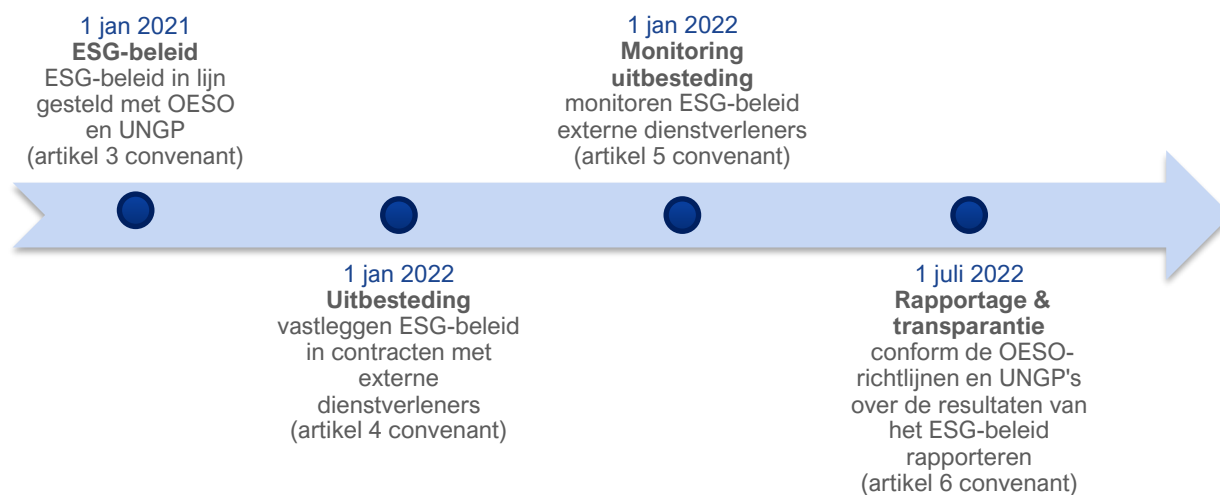 1 jan 2021
ESG-beleid
ESG-beleid in lijn
gesteld met OESO
en UNGP
(artikel 3 convenant)
1 jan 2022
Uitbesteding
vastleggen ESG-beleid
in contracten met
externe
dienstverleners
(artikel 4 convenant)
1 jan 2022
Monitoring
uitbesteding
monitoren ESG-beleid
externe dienstverleners
(artikel 5 convenant)
1 juli 2022
Rapportage &
transparantie
conform de OESO-
richtlijnen en UNGP's
over de resultaten van
het ESG-beleid
rapporteren
(artikel 6 convenant)